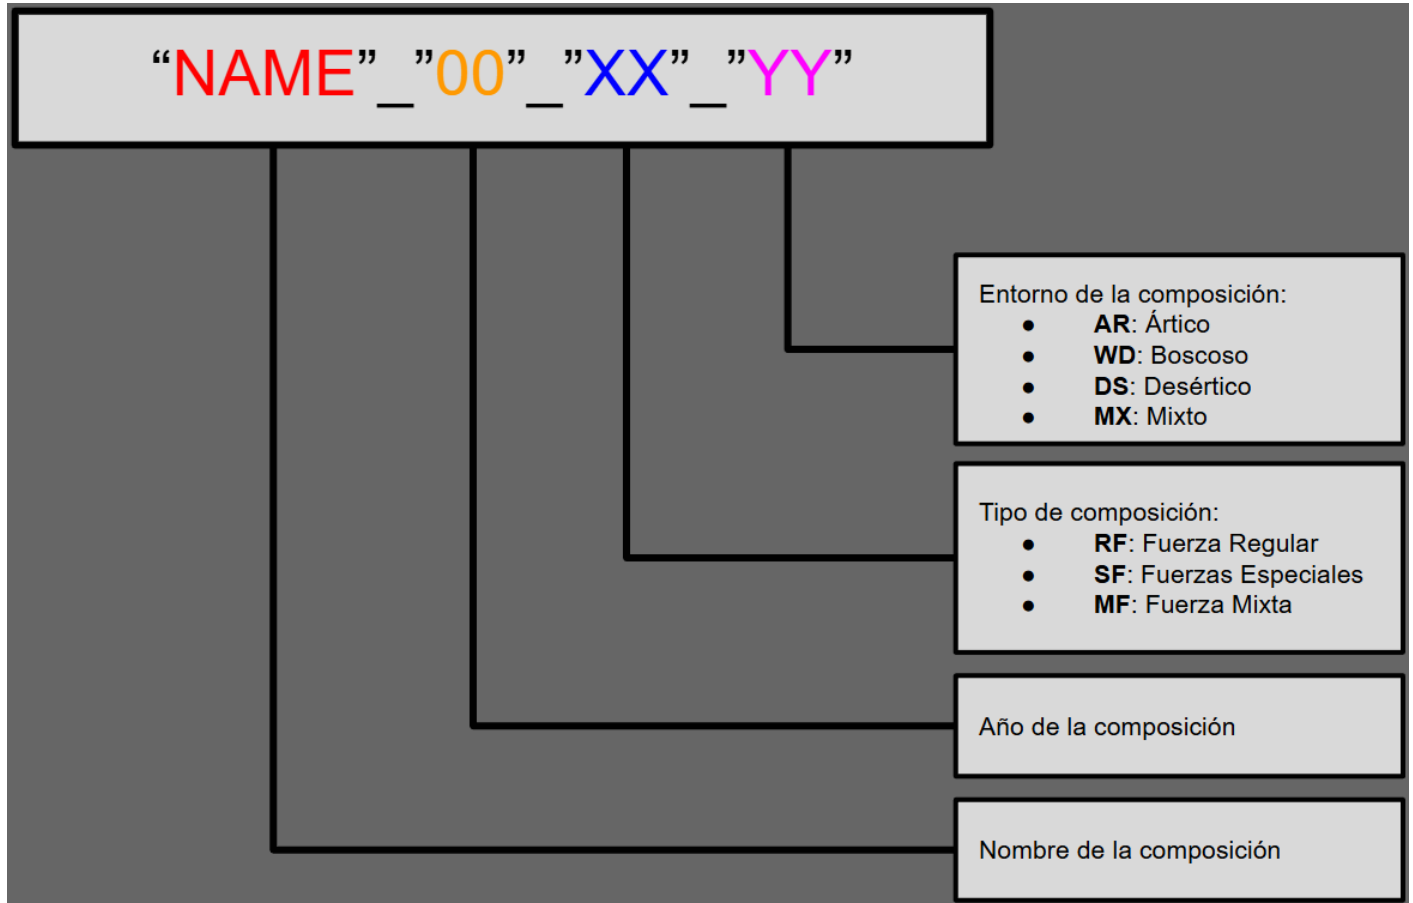 “NAME”_”00”_”XX”_”YY”
Entorno de la composición:
● AR: Ártico
● WD: Boscoso
● DS: Desértico
● MX: Mixto
Tipo de composición:
● RF: Fuerza Regular
● SF: Fuerzas Especiales
● MF: Fuerza Mixta
Año de la composición
Nombre de la composición